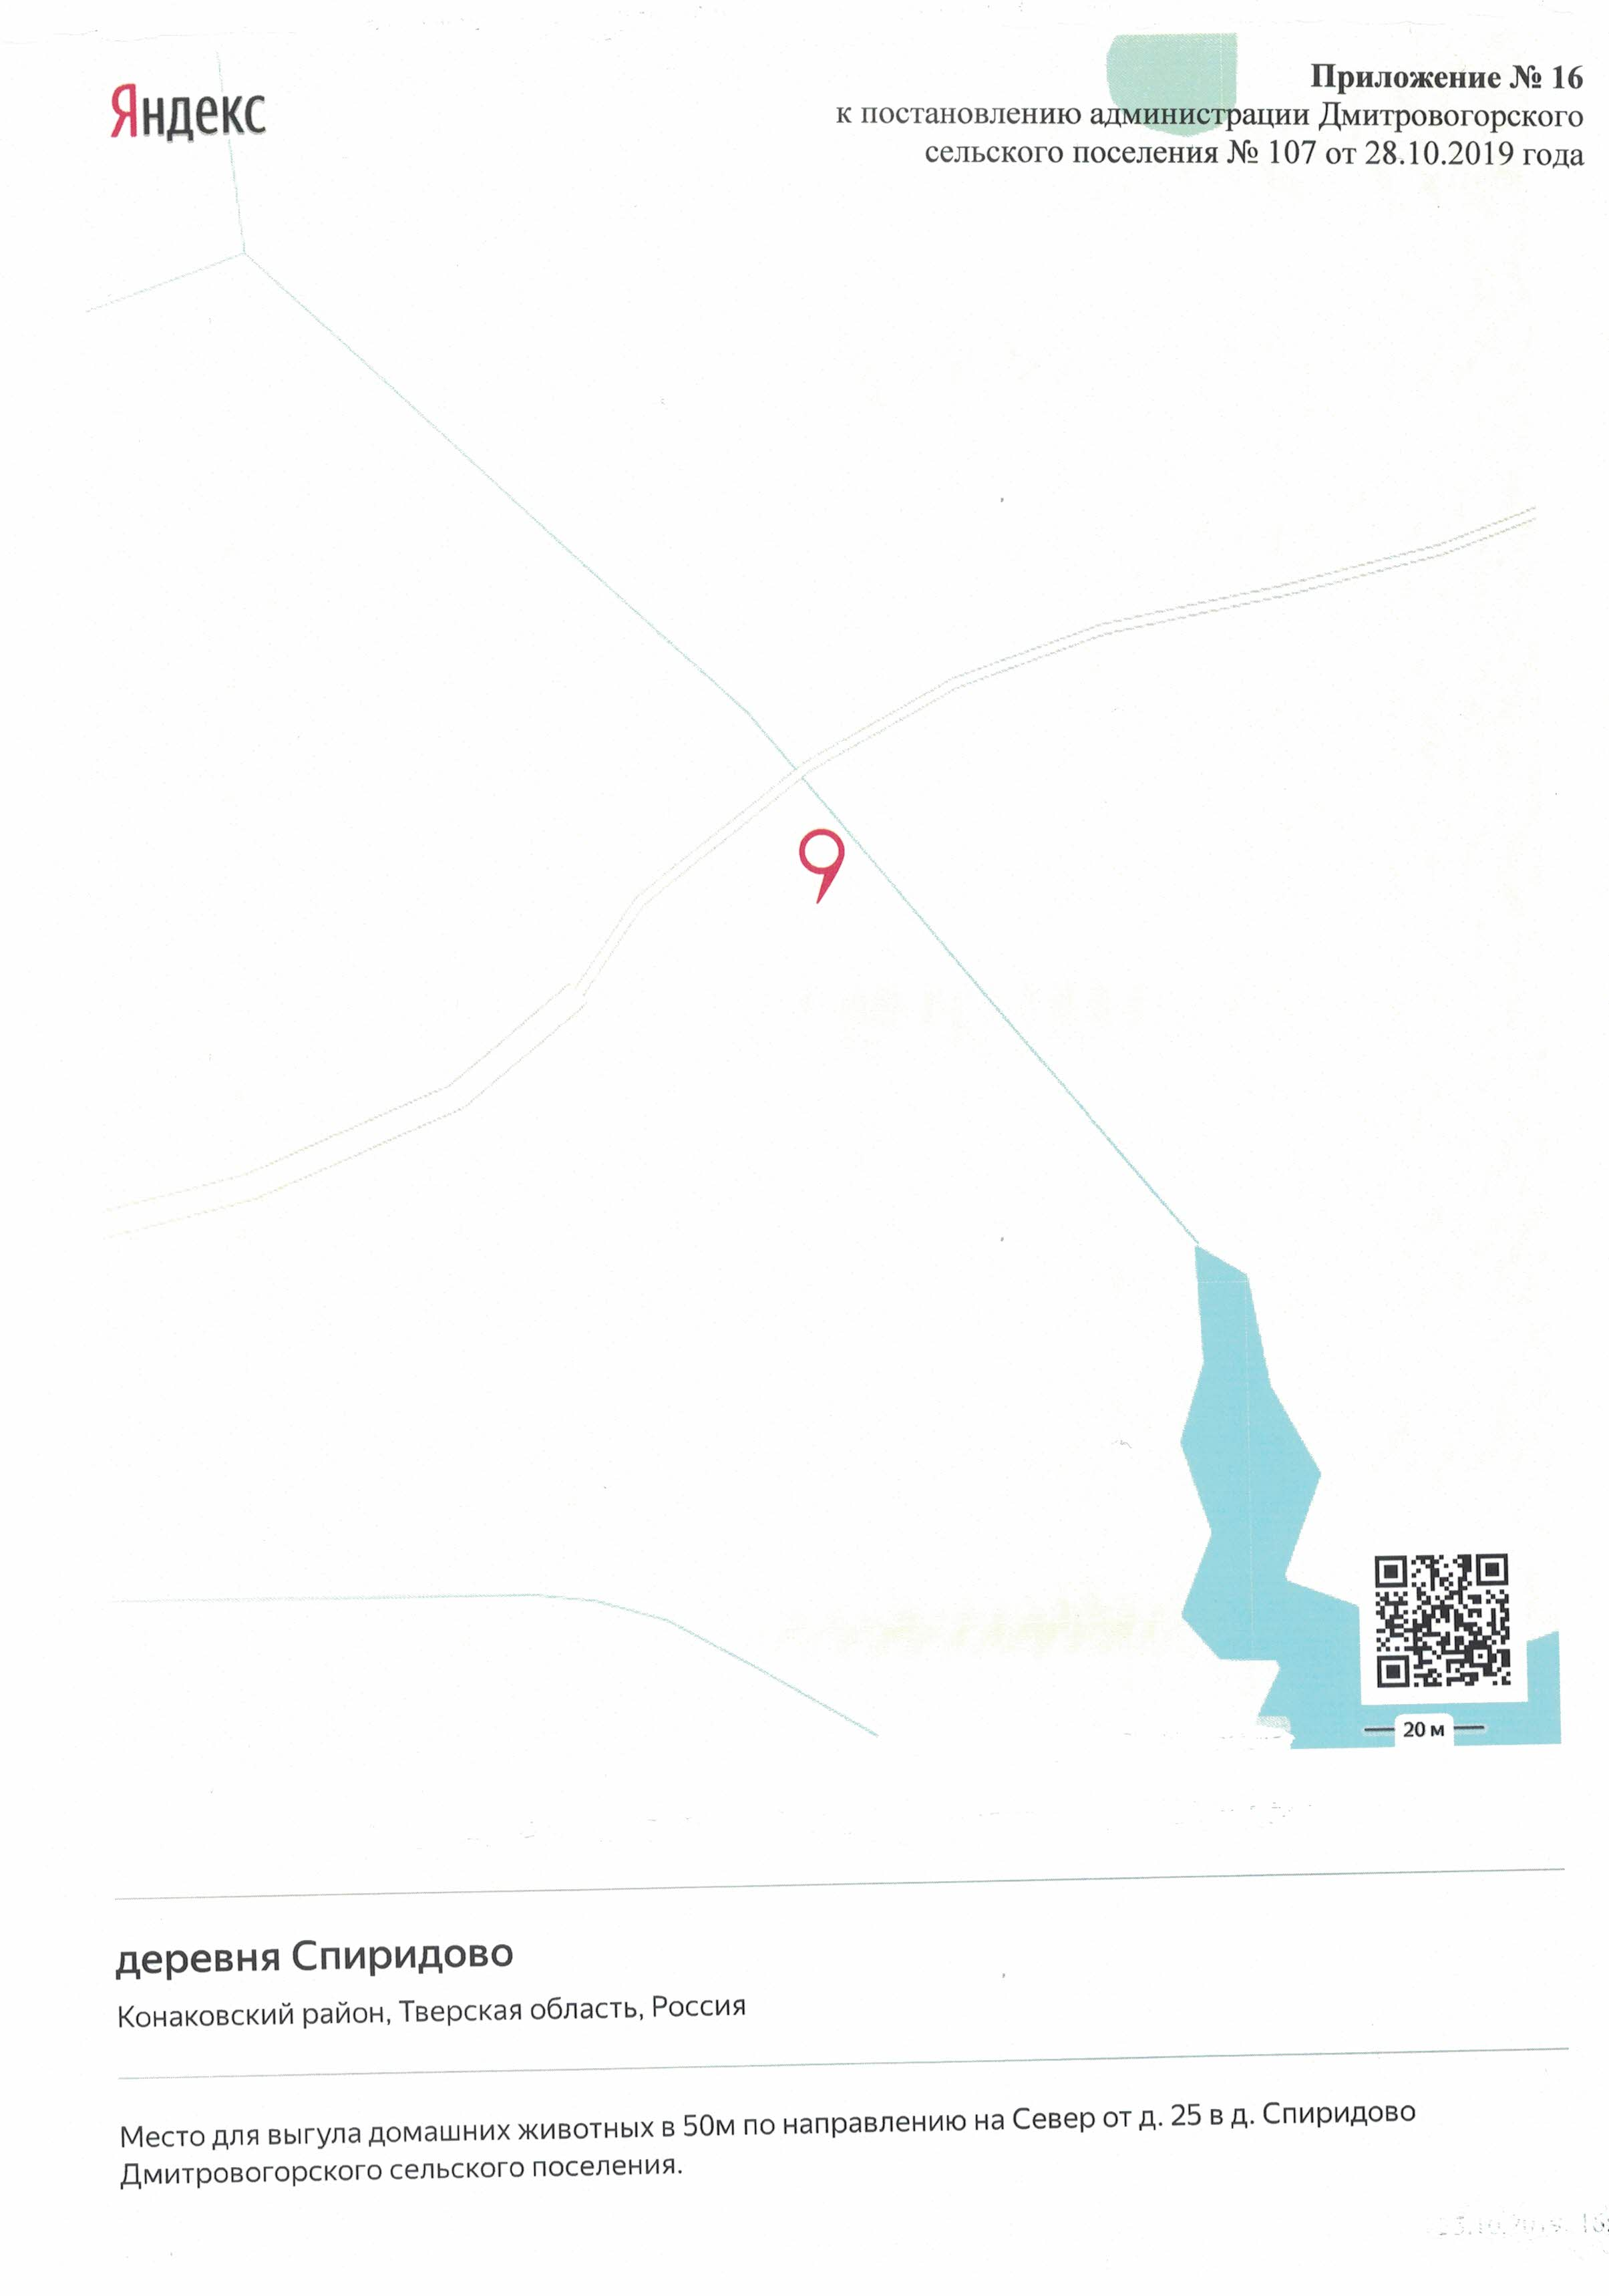 Яндекс
Приложение № 16
к постановлению администрации Дмитровогорского
сельского поселения № 107 от 28.10.2019 года
20 м
деревня Спиридово
Конаковский район, Тверская область, Россия
Место для выгула домашних животных в 50м по направлению на Север от д. 25 в д. Спиридово
Дмитровогорского сельского поселения.